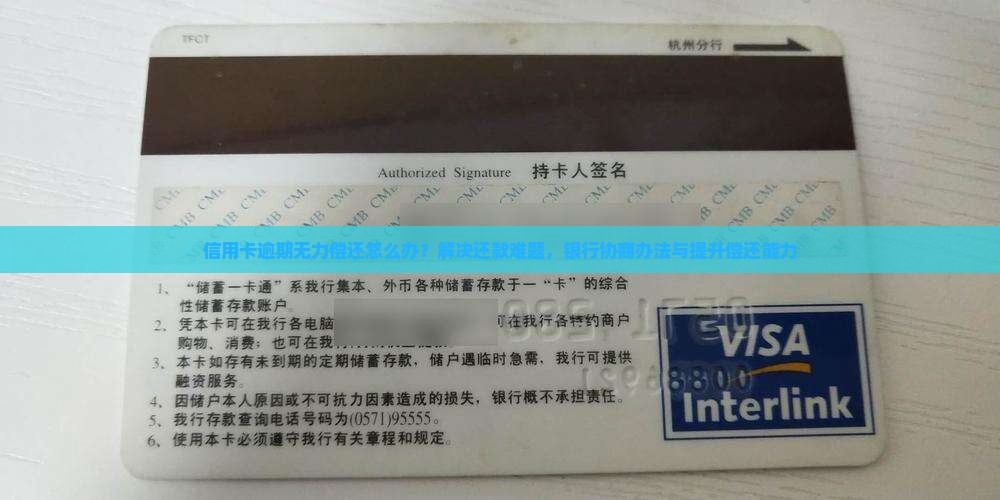 TECT
杭州分行
Authorized Signature 持卡人签名
CMB CMB CMB CMB CMB CMB
信用卡逾期无力偿还怎么办？解决还款难题，银行协商办法与提升偿还能力
1、“储蓄一卡通”系我行集本、外币各种储蓄存款于一“卡”的综合
性储蓄存款账户
2、凭本卡可在我行各电脑 可在我行各特约商户
购物、消费；也可在我
3、本卡如存有未到期的定期储蓄存款，储户遇临时急需，我行可提供
融资服务。
4、因储户本人原因或不可抗力因素造成的损失，银行概不承担责任。
5、我行存款查询电话号码为(0571)95555。
6、使用本卡必须遵守我行有关章程和规定。
VISA
Interlink